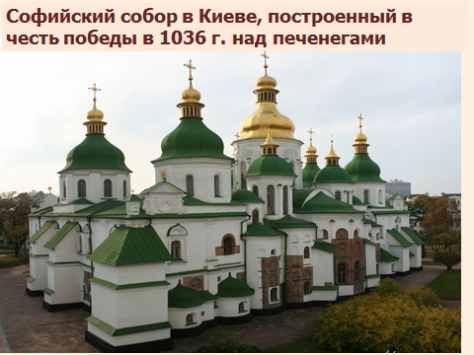 Софийский собор в Киеве, построенный в
честь победы в 1036 г. над печенегами